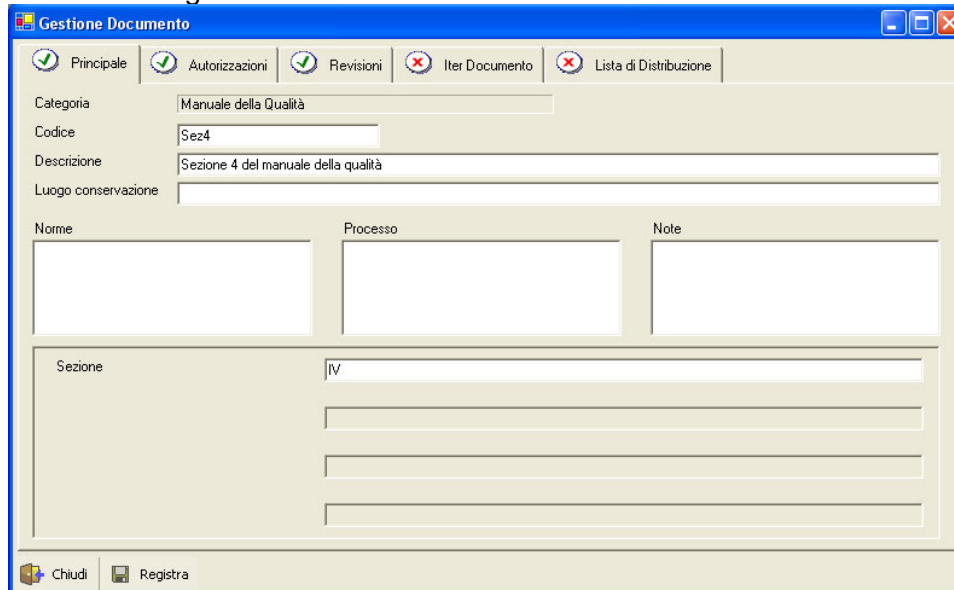 Gestione Documento
Principale Autorizzazioni Revisioni Iter Documento Lista di Distribuzione
Categoria Manuale della Qualità
Codice Sez4
Descrizione Sezione 4 del manuale della qualità
Luogo conservazione
Norme Processo Note
Sezione IV
Chiudi Registra